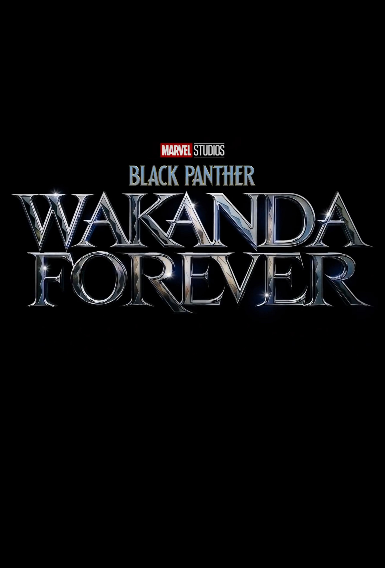 MARVEL STUDIOS
BLACK PANTHER
WAKANDA
FOREVER